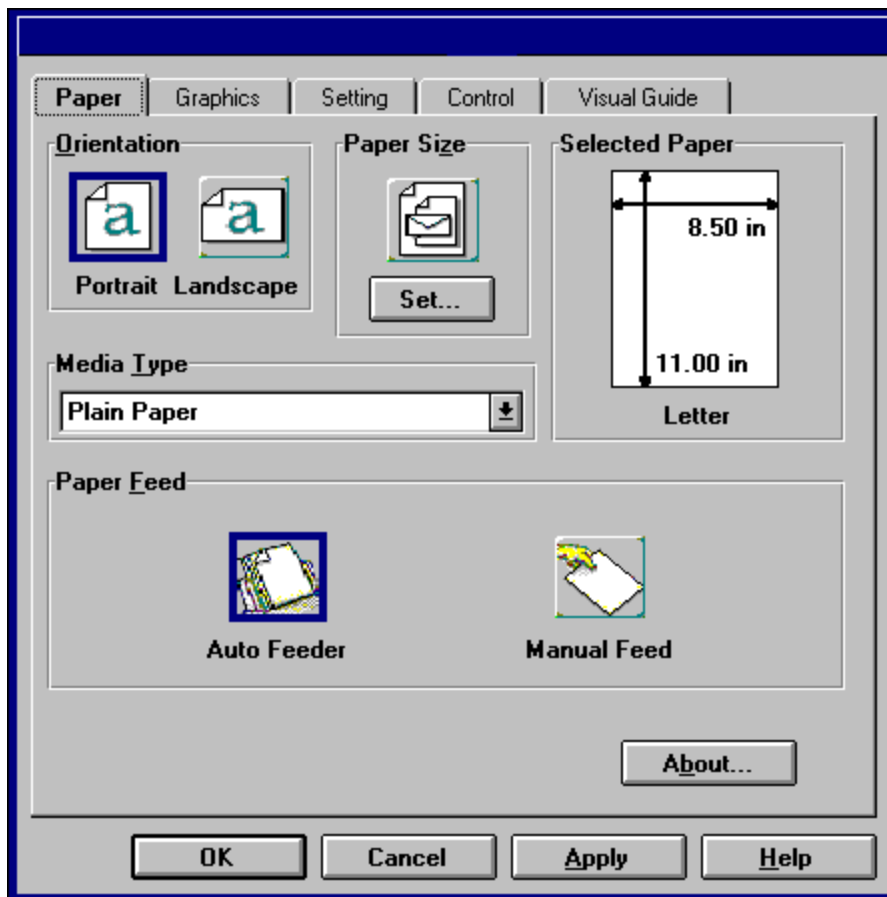 Paper Graphics Setting Control Visual Guide
Orientation Paper Size Selected Paper
a a
8.50 in
Portrait Landscape
Set...
11.00 in
Media Type
Plain Paper
Letter
Paper Feed
Auto Feeder Manual Feed
About...
OK Cancel Apply Help